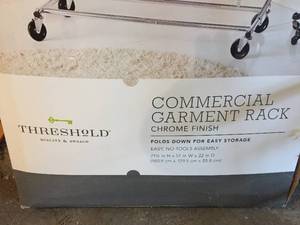 COMMERCIAL
GARMENT RACK
CHROME FINISH
THRESHOLD
FOLDS DOWN FOR EASY STORAGE
QUALITY & DESIGN
EASY, NO TOOLS ASSEMBLY